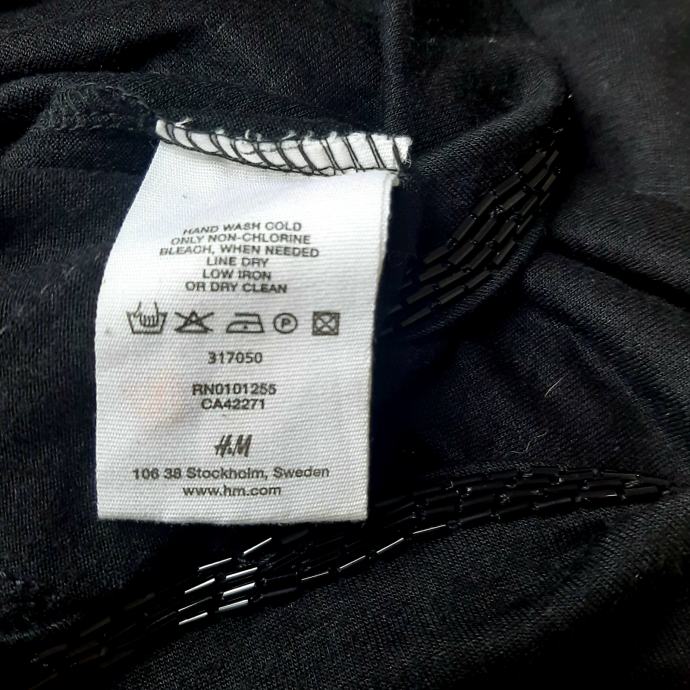 HAND WASH COLD
ONLY NON-CHLORINE
BLEACH, WHEN NEEDED
LINE DRY
LOW IRON
OR DRY CLEAN
P
317050
RN0101255
CA42271
H&M
106 38 Stockholm, Sweden
www.hm.com